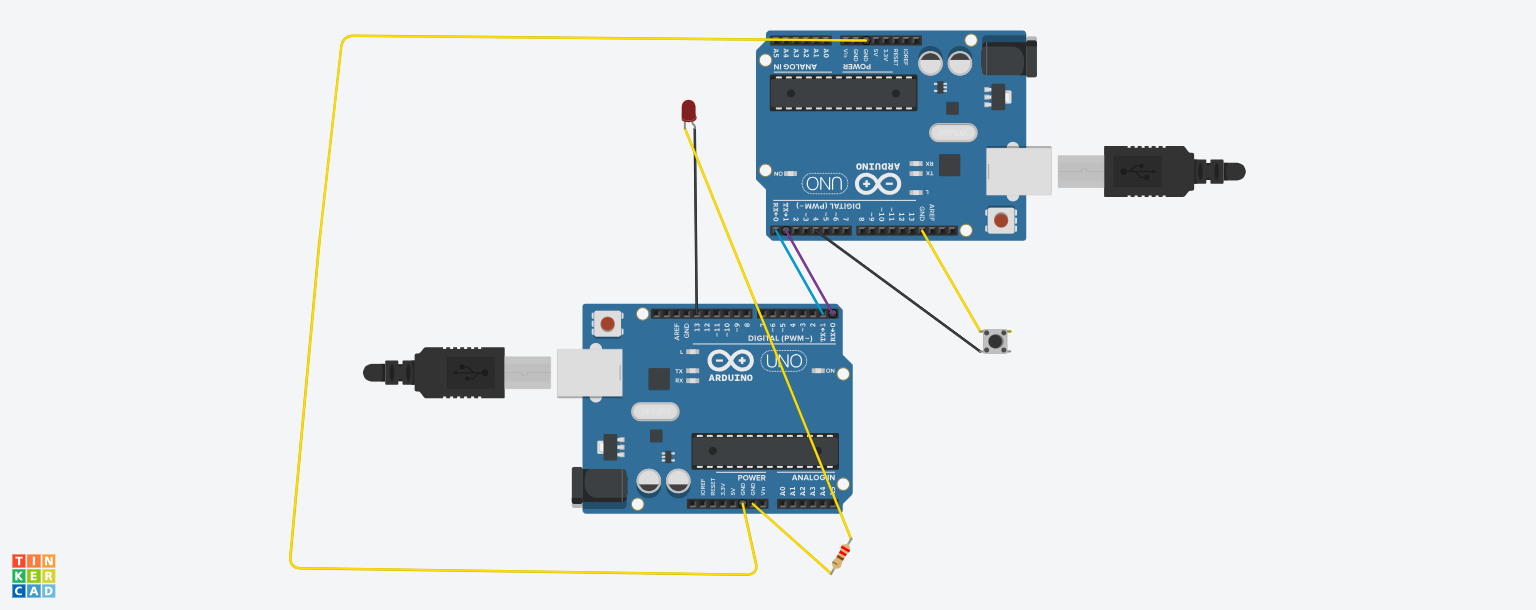 A5 A4 A3 A2 A1 A0
Vin GND GND 5V 3.3V RESET IOREF
ANALOG IN
POWER
ON
RX
TX
L
ARDUINO
UNO
DIGITAL (PWM~)
RX←0 TX→1 2 ~3 4 ~5 ~6 7 8 ~9 ~10 ~11 12 13 GND AREF
AREF GND 13 12 ~11 ~10 ~9 8 ~6 ~5 4 ~3 2 TX→1 RX←0
DIGITAL (PWM~)
L
TX
RX
ARDUINO
UNO
ON
POWER
ANALOG IN
IOREF RESET 3.3V 5V GND GND Vin
A0 A1 A2 A3 A4
TIN
KER
CAD